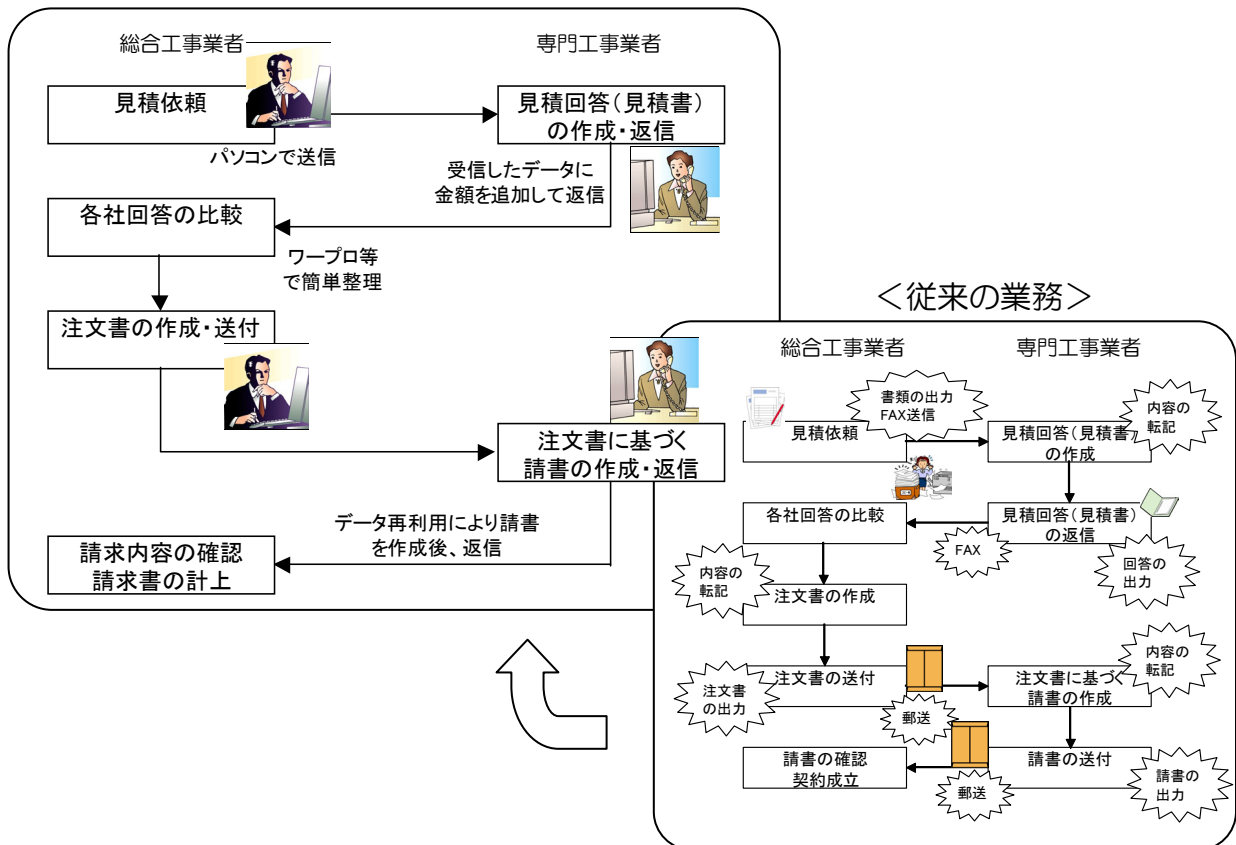 総合工事業者
専門工事業者
見積依頼
見積回答(見積書)
の作成・返信
パソコンで送信
受信したデータに
金額を追加して返信
各社回答の比較
ワープロ等
で簡単整理
注文書の作成・送付
注文書に基づく
請書の作成・返信
データ再利用により請書
を作成後、返信
請求内容の確認
請求書の計上
＜従来の業務＞
総合工事業者
専門工事業者
書類の出力
FAX送信
内容の
転記
見積依頼
見積回答(見積書)
の作成
各社回答の比較
見積回答(見積書)
の返信
FAX
回答の
出力
内容の
転記
注文書の作成
注文書の送付
注文書
の出力
郵送
内容の
転記
注文書に基づく
請書の作成
請書の確認
契約成立
郵送
請書の送付
請書の
出力